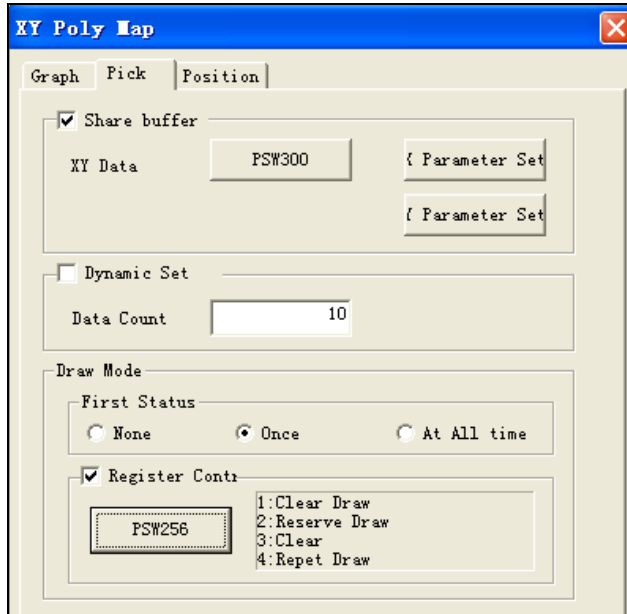 XY Poly Map
Graph Pick Position
Share buffer
XY Data PSW300 Parameter Set
Parameter Set
Dynamic Set
Data Count 10
Draw Mode
First Status
None Once At All time
Register Contr
PSW256
1:Clear Draw
2:Reserve Draw
3:Clear
4:Repet Draw